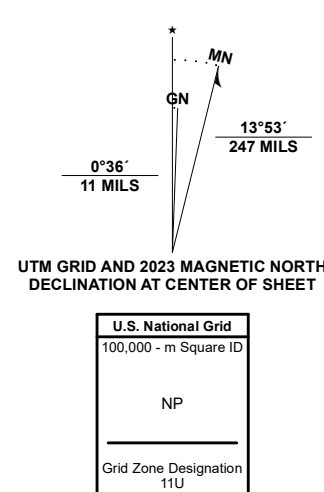 ★
MN
GN
13°53´
247 MILS
0°36´
11 MILS
UTM GRID AND 2023 MAGNETIC NORTH
DECLINATION AT CENTER OF SHEET
U.S. National Grid
100,000 - m Square ID
NP
Grid Zone Designation
11U